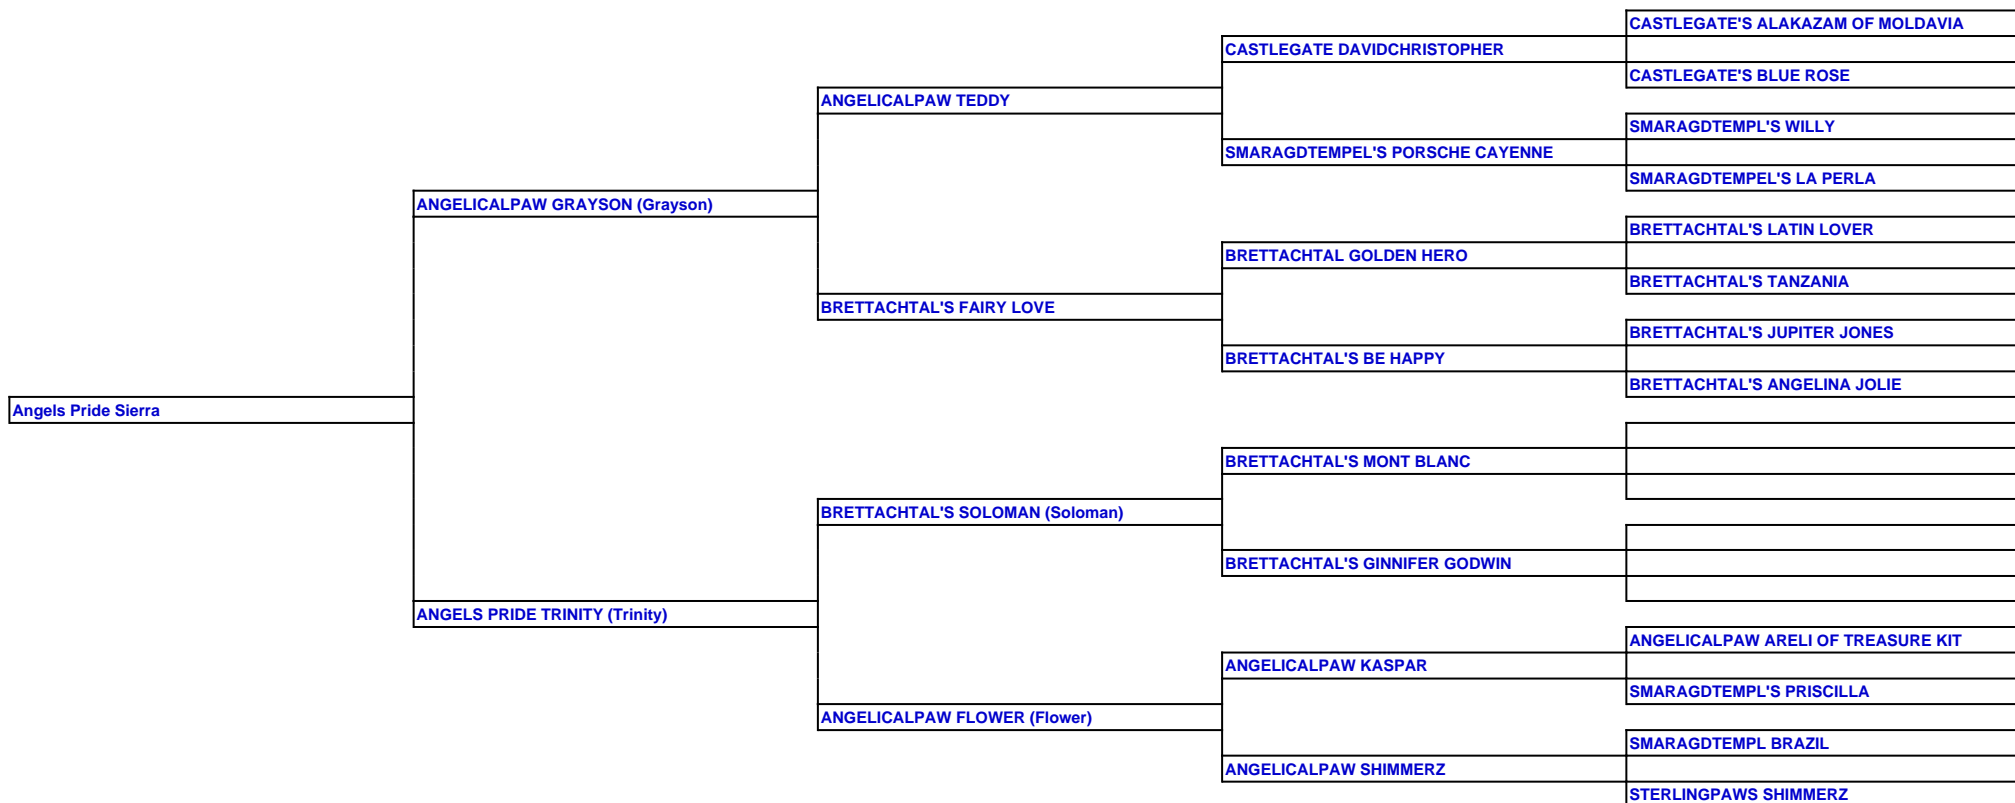 CASTLEGATE'S ALAKAZAM OF MOLDAVIA
CASTLEGATE DAVIDCHRISTOPHER
CASTLEGATE'S BLUE ROSE
ANGELICALPAW TEDDY
SMARAGDTEMPL'S WILLY
SMARAGDTEMPEL'S PORSCHE CAYENNE
SMARAGDTEMPEL'S LA PERLA
ANGELICALPAW GRAYSON (Grayson)
BRETTACHTAL'S LATIN LOVER
BRETTACHTAL GOLDEN HERO
BRETTACHTAL'S TANZANIA
BRETTACHTAL'S FAIRY LOVE
BRETTACHTAL'S JUPITER JONES
BRETTACHTAL'S BE HAPPY
BRETTACHTAL'S ANGELINA JOLIE
Angels Pride Sierra
BRETTACHTAL'S MONT BLANC
BRETTACHTAL'S SOLOMAN (Soloman)
BRETTACHTAL'S GINNIFER GODWIN
ANGELS PRIDE TRINITY (Trinity)
ANGELICALPAW ARELI OF TREASURE KIT
ANGELICALPAW KASPAR
SMARAGDTEMPL'S PRISCILLA
ANGELICALPAW FLOWER (Flower)
SMARAGDTEMPL BRAZIL
ANGELICALPAW SHIMMERZ
STERLINGPAWS SHIMMERZ